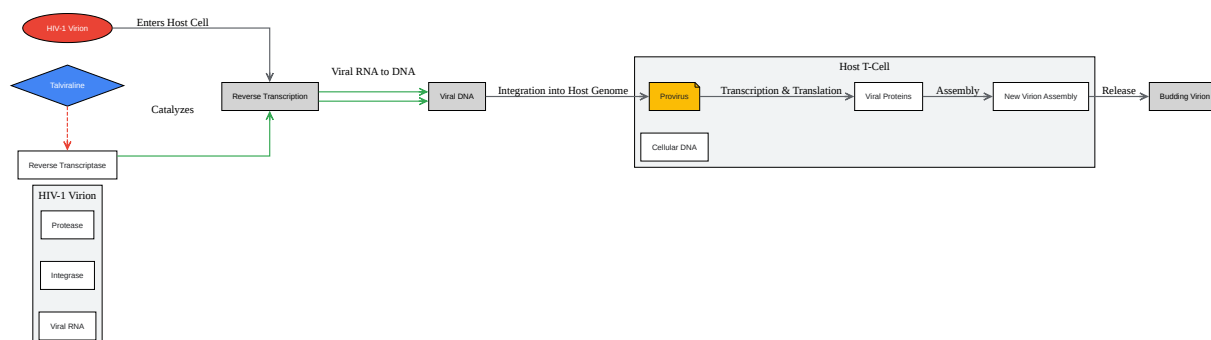 HIV-1 Virion
Enters Host Cell
Talviraline
Catalyzes
Reverse Transcriptase
Reverse Transcription
Viral RNA to DNA
Viral DNA
Integration into Host Genome
Host T-Cell
Provirus
Transcription & Translation
Viral Proteins
Assembly
New Virion Assembly
Release
Budding Virion
Cellular DNA
HIV-1 Virion
Protease
Integrase
Viral RNA